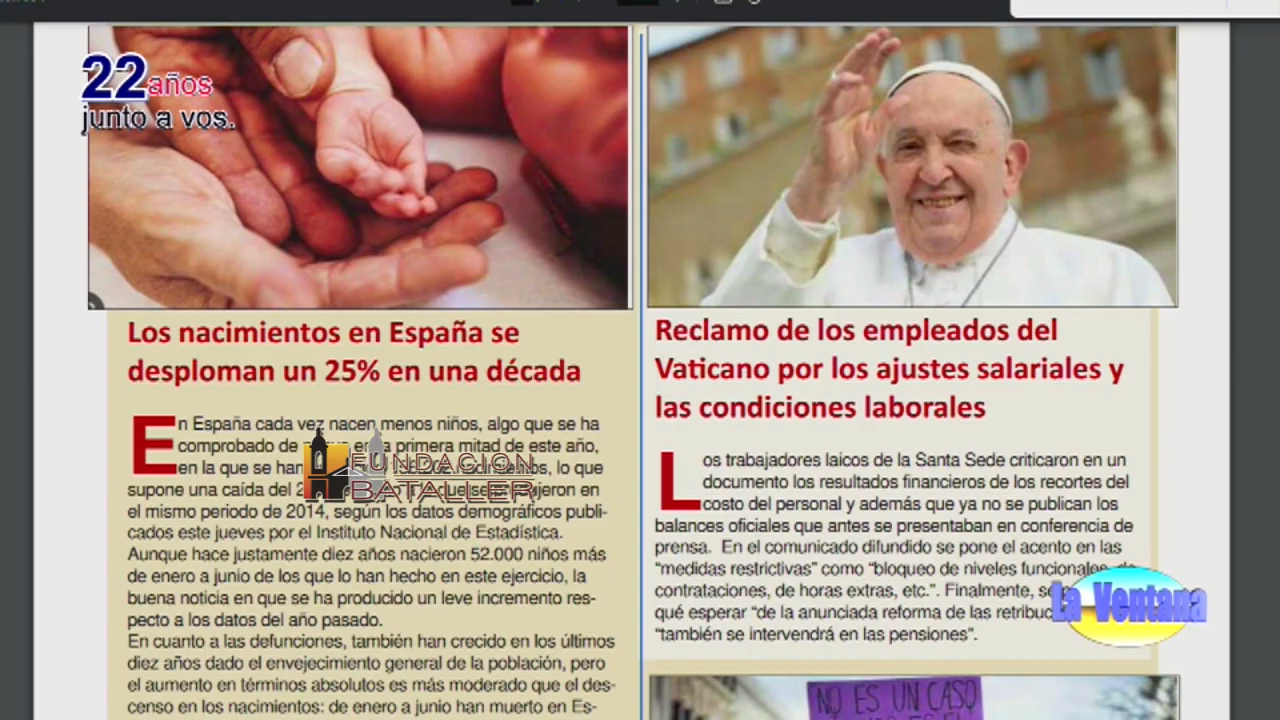 22 años
junto a vos.
Los nacimientos en España se
desploman un 25% en una década
En España cada vez nacen menos niños, algo que se ha
comprobado de en la primera mitad de este año,
en la que se han lo que
supone una caída del que se produjeron en
el mismo periodo de 2014, según los datos demográficos publi-
cados este jueves por el Instituto Nacional de Estadística.
Aunque hace justamente diez años nacieron 52.000 niños más
de enero a junio de los que lo han hecho en este ejercicio, la
buena noticia en que se ha producido un leve incremento res-
pecto a los datos del año pasado.
En cuanto a las defunciones, también han crecido en los últimos
diez años dado el envejecimiento general de la población, pero
el aumento en términos absolutos es más moderado que el des-
censo en los nacimientos: de enero a junio han muerto en Es-
FUNDACION
BATALLER
Reclamo de los empleados del
Vaticano por los ajustes salariales y
las condiciones laborales
Los trabajadores laicos de la Santa Sede criticaron en un
documento los resultados financieros de los recortes del
costo del personal y además que ya no se publican los
balances oficiales que antes se presentaban en conferencia de
prensa. En el comunicado difundido se pone el acento en las
“medidas restrictivas” como “bloqueo de niveles funcionales, de
contrataciones, de horas extras, etc.”. Finalmente,
qué esperar “de la anunciada reforma de las
“también se intervendrá en las pensiones”.
La Ventana
NO ES UN CASO